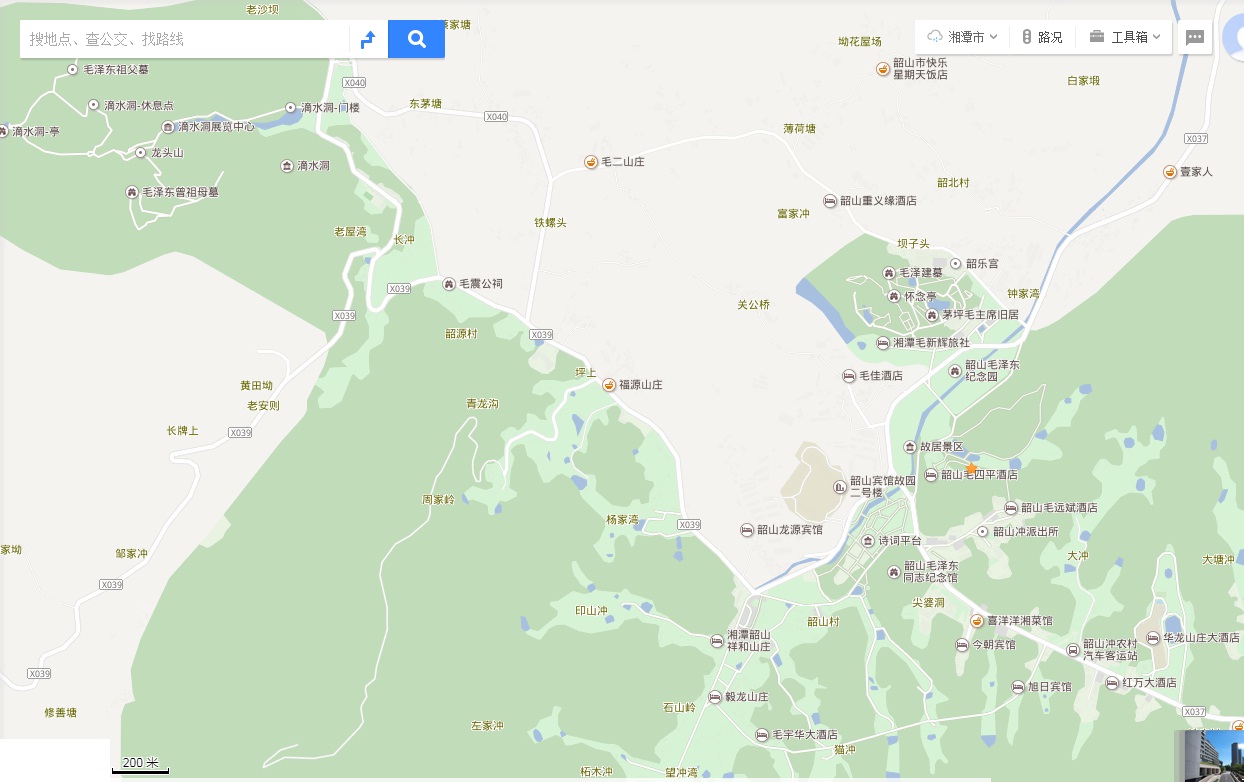 老沙坝
蔡家塘
搜地点、查公交、找路线
湘潭市
路况
工具箱
坳花屋场
韶山市快乐
星期天饭店
毛泽东祖父墓
X040
白家塅
滴水洞-休息点
滴水洞-门楼
东茅塘
X040
滴水洞-亭
滴水洞展览中心
薄荷塘
X037
龙头山
滴水洞
毛二山庄
壹家人
毛泽东曾祖母墓
韶北村
韶山重义缘酒店
富家冲
铁螺头
老屋湾
长冲
坝子头
韶乐宫
毛泽建墓
毛震公祠
X039
怀念亭
钟家湾
关公桥
X039
茅坪毛主席旧居
韶源村
X039
湘潭毛新辉旅社
坪上
福源山庄
毛佳酒店
韶山毛泽东
纪念园
黄田坳
老安则
青龙沟
长牌上
X039
故居景区
韶山毛四平酒店
韶山宾馆故园
二号楼
周家岭
韶山毛远斌酒店
杨家湾
X039
韶山龙源宾馆
韶山冲派出所
诗词平台
家坳
邹家冲
大冲
大塘冲
韶山毛泽东
同志纪念馆
X039
尖婆洞
印山冲
韶山村
喜洋洋湘菜馆
湘潭韶山
祥和山庄
今朝宾馆
韶山冲农村
汽车客运站
华龙山庄大酒店
X039
旭日宾馆
红万大酒店
毅龙山庄
石山岭
修善塘
X037
左家冲
毛宇华大酒店
猫冲
200 米
柘木冲
望冲湾